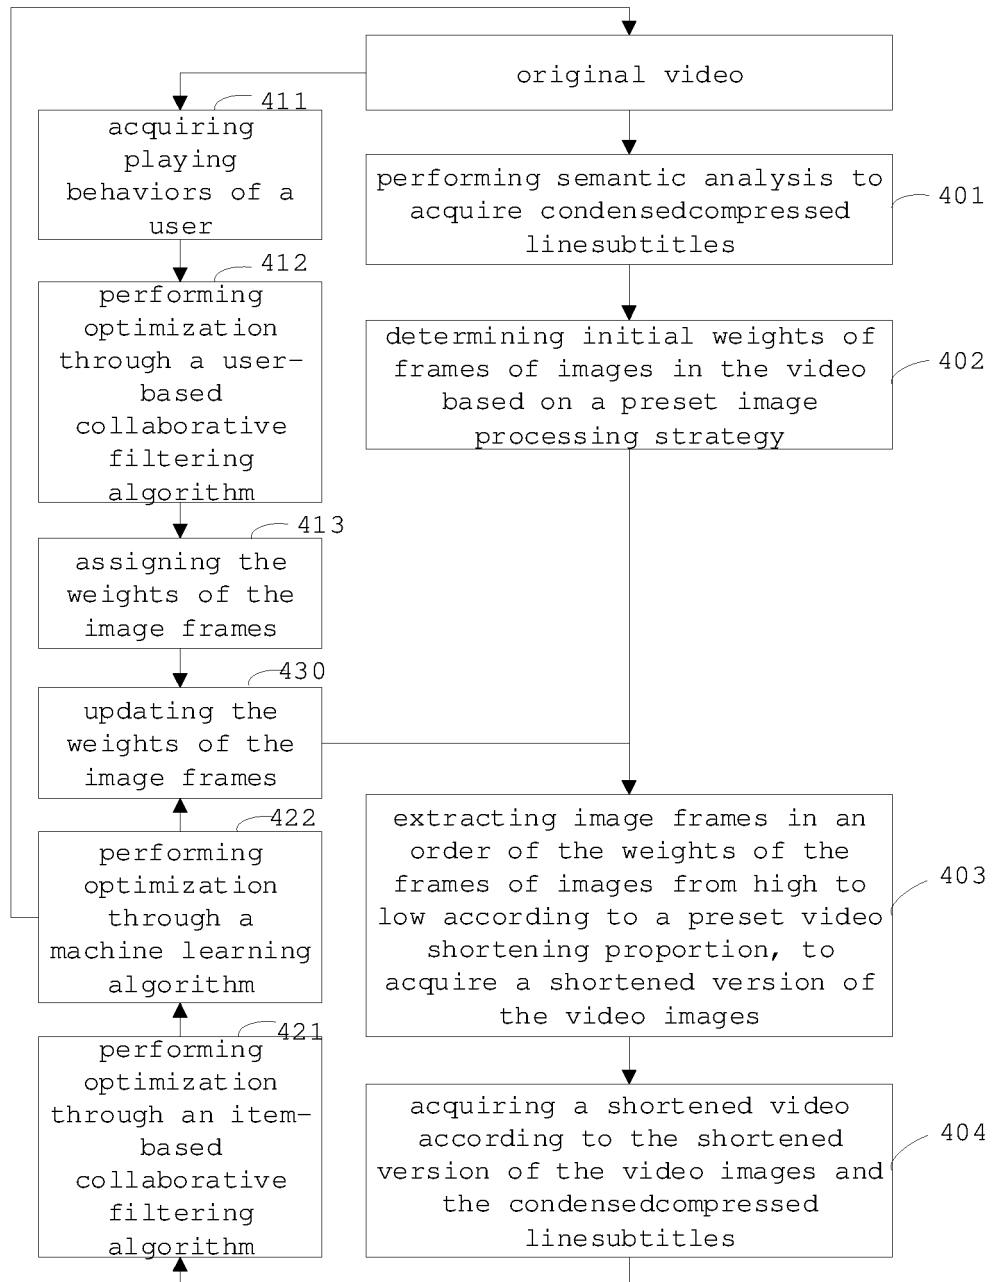 original video
411
acquiring
playing
behaviors of a
user
performing semantic analysis to
acquire condensedcompressed
linesubtitles
401
412
performing
optimization
through a user-
based
collaborative
filtering
algorithm
determining initial weights of
frames of images in the video
based on a preset image
processing strategy
402
413
assigning the
weights of the
image frames
430
updating the
weights of the
image frames
422
performing
optimization
through a
machine learning
algorithm
extracting image frames in an
order of the weights of the
frames of images from high to
low according to a preset video
shortening proportion, to
acquire a shortened version of
the video images
403
421
performing
optimization
through an item-
based
collaborative
filtering
algorithm
acquiring a shortened video
according to the shortened
version of the video images and
the condensedcompressed
linesubtitles
404